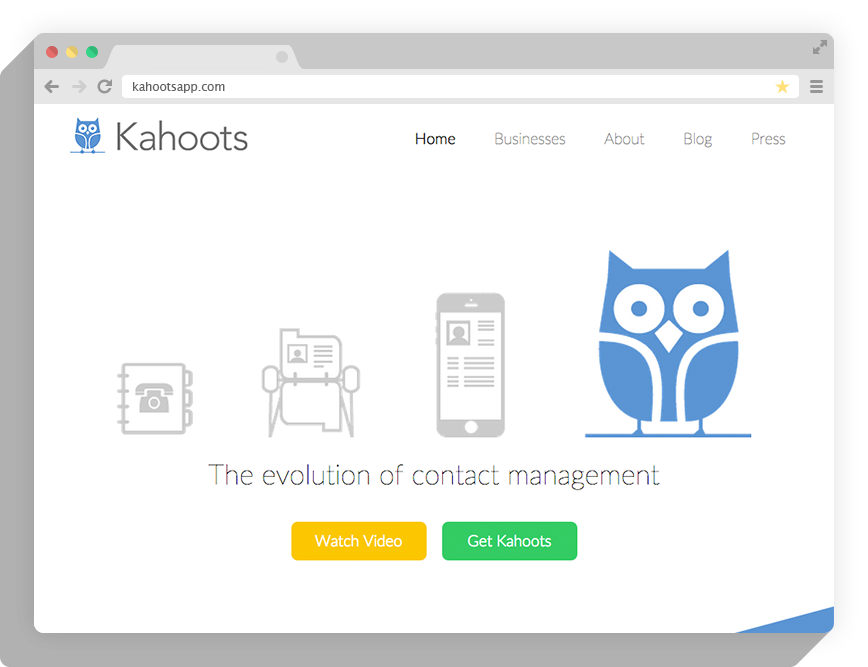 kahootsapp.com
Kahoots
Home Businesses About Blog Press
The evolution of contact management
Watch Video Get Kahoots